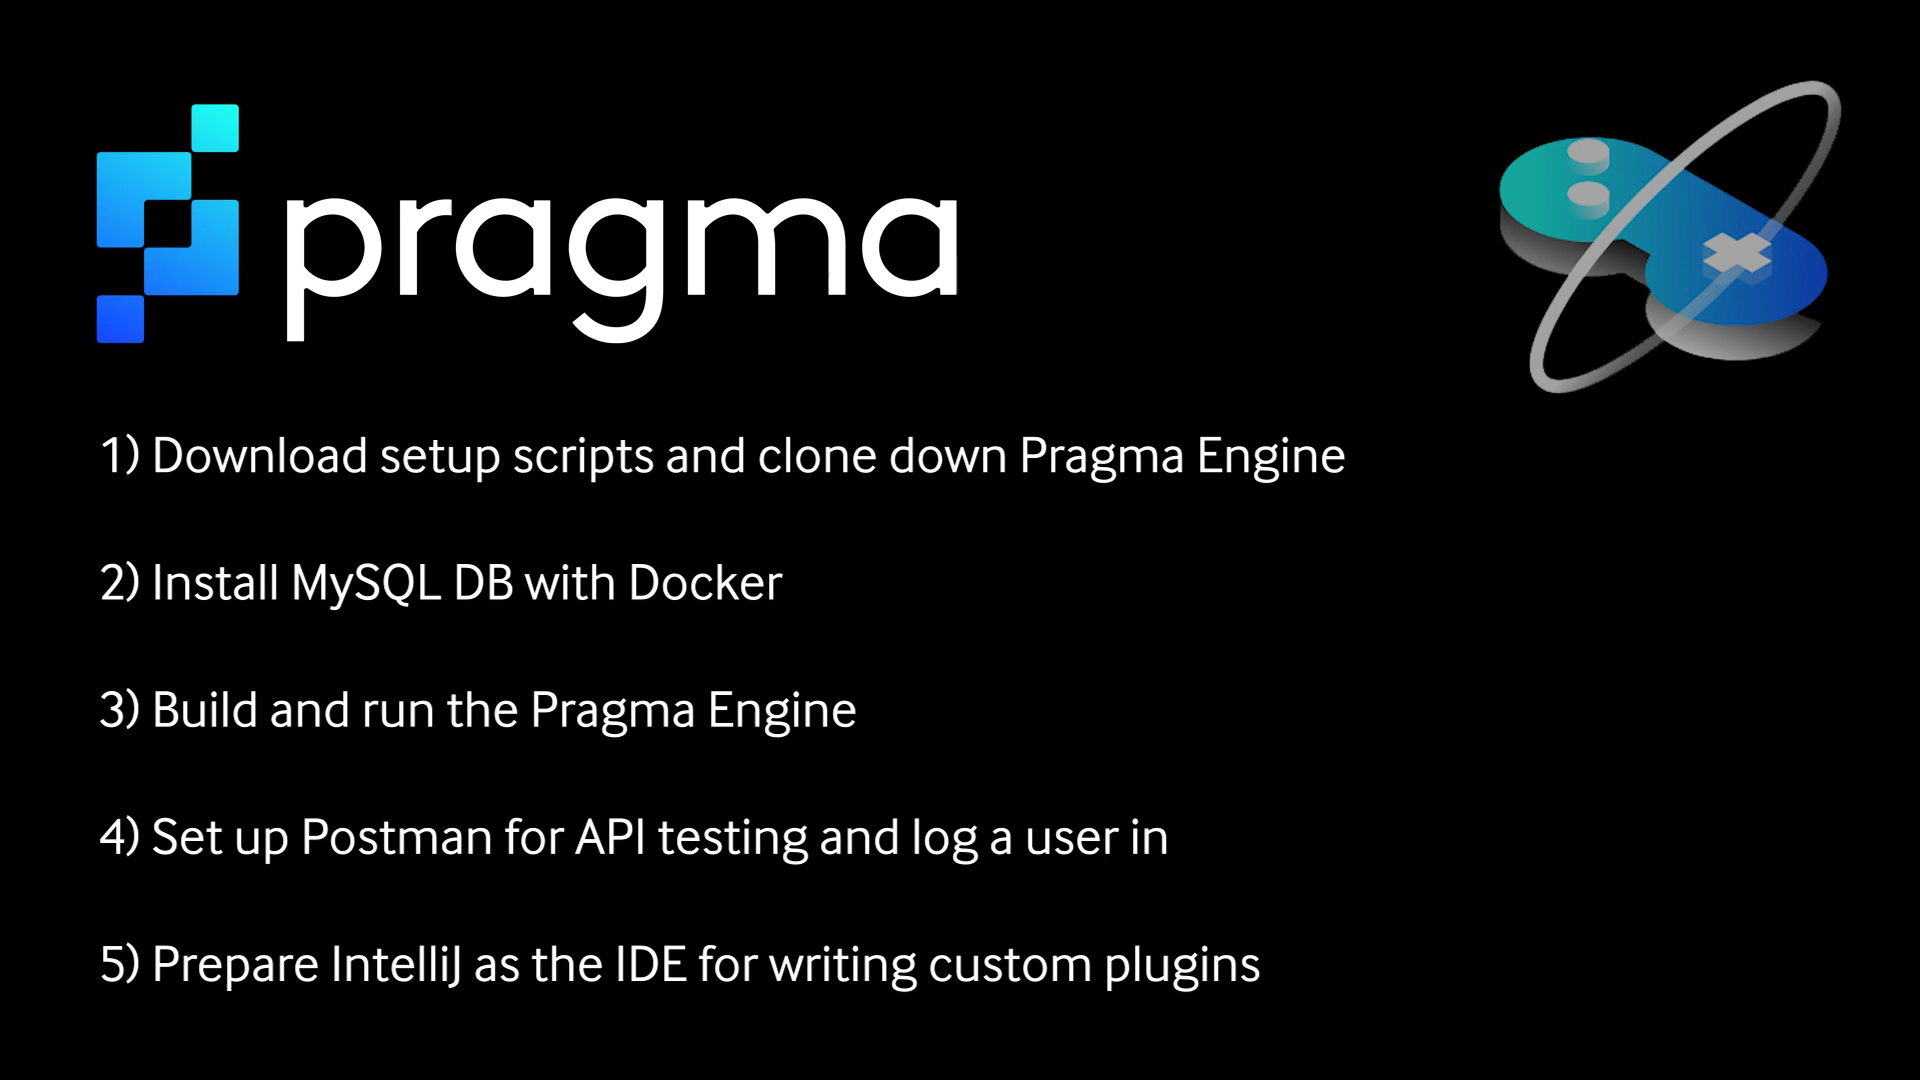 pragma
1) Download setup scripts and clone down Pragma Engine
2) Install MySQL DB with Docker
3) Build and run the Pragma Engine
4) Set up Postman for API testing and log a user in
5) Prepare IntelliJ as the IDE for writing custom plugins